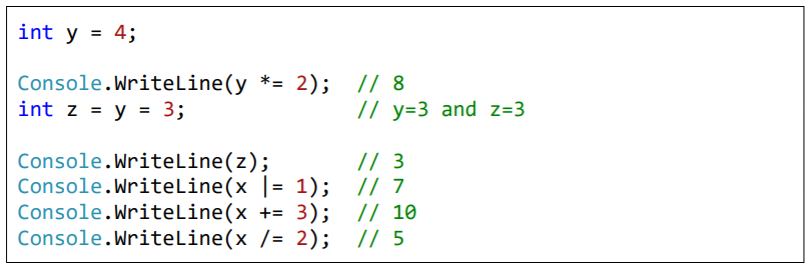 int y = 4;
Console.WriteLine(y *= 2);  // 8
int z = y = 3;              // y=3 and z=3
Console.WriteLine(z);       // 3
Console.WriteLine(x |= 1);  // 7
Console.WriteLine(x += 3);  // 10
Console.WriteLine(x /= 2);  // 5